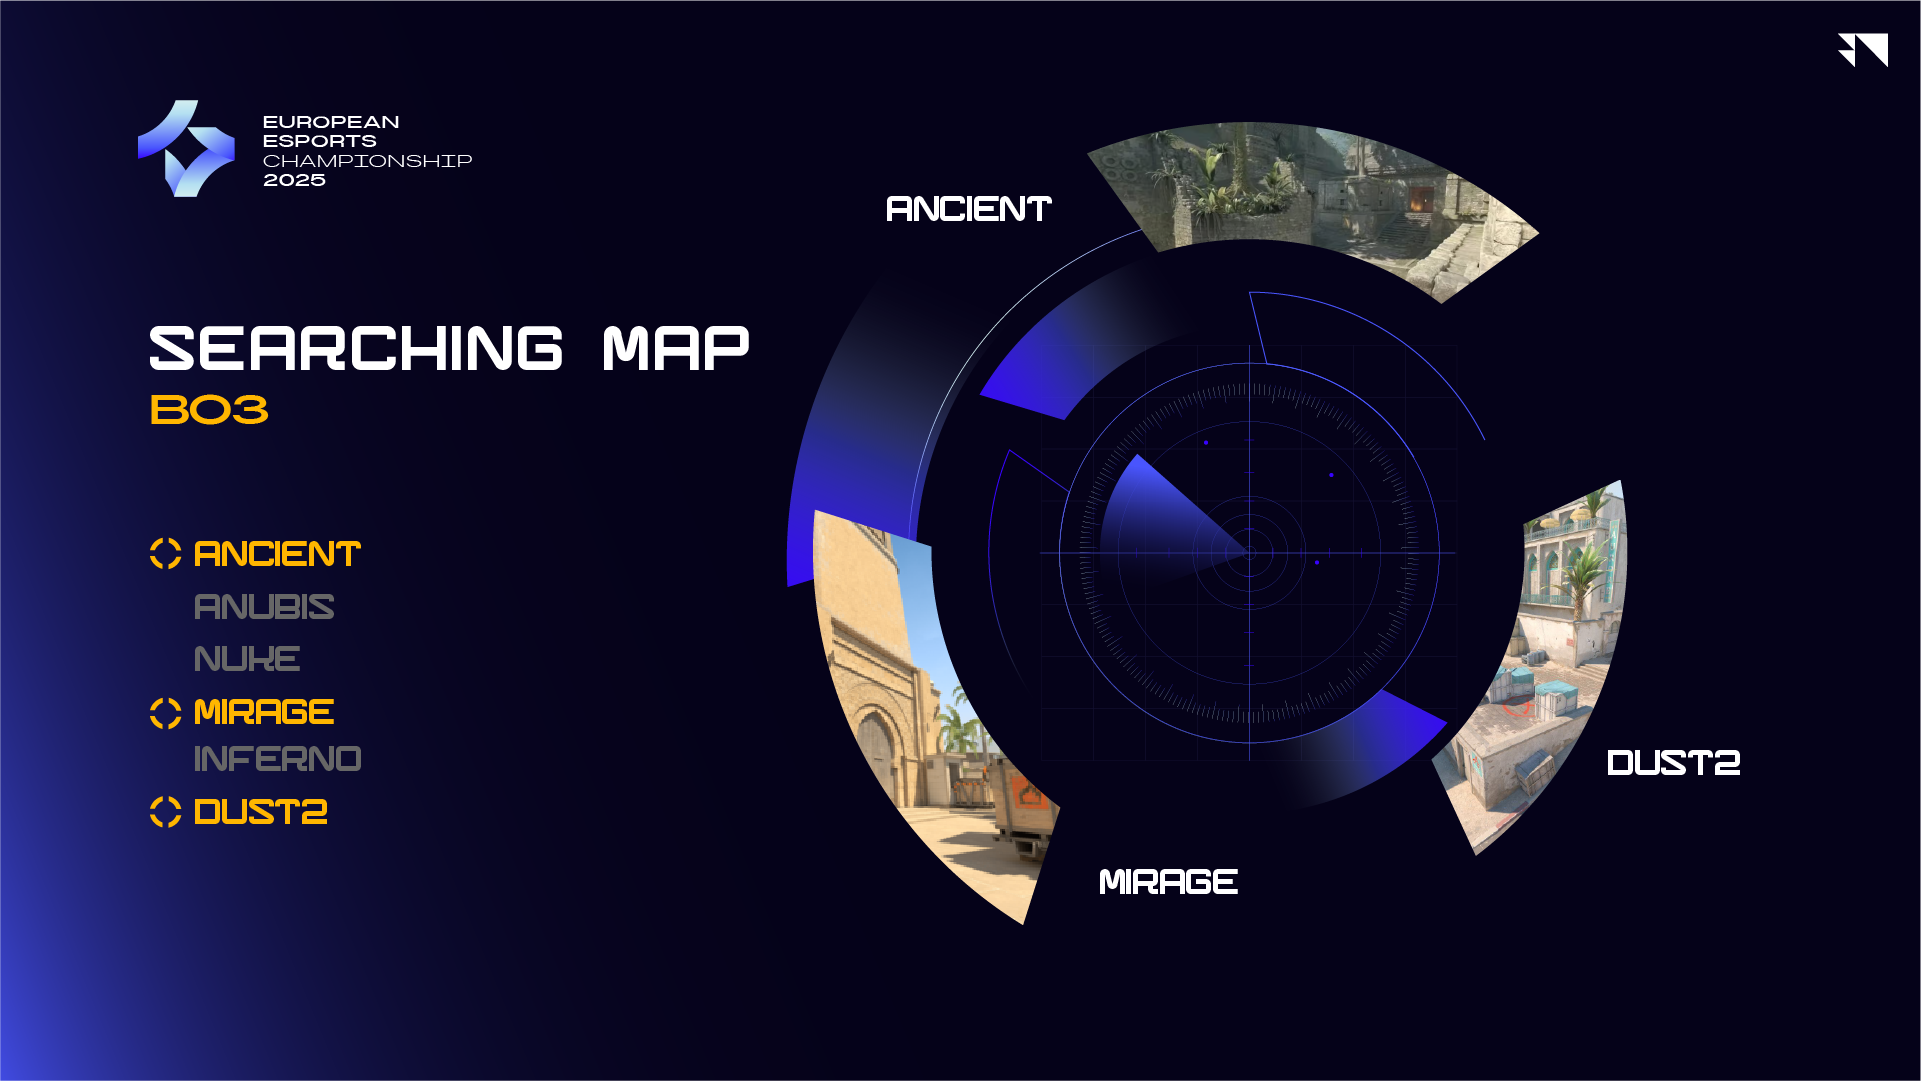 EUROPEAN
ESPORTS
CHAMPIONSHIP
2025
SEARCHING MAP
BO3
ANCIENT
ANUBIS
NUKE
MIRAGE
INFERNO
DUST2
ANCIENT
DUST2
MIRAGE